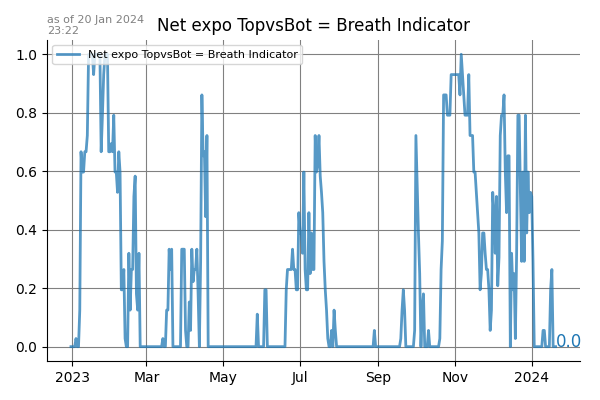 as of 20 Jan 2024
23:22
Net expo TopvsBot = Breath Indicator
Net expo TopvsBot = Breath Indicator
1.0
0.8
0.6
0.4
0.2
0.0
0.0
2023 Mar May Jul Sep Nov 2024